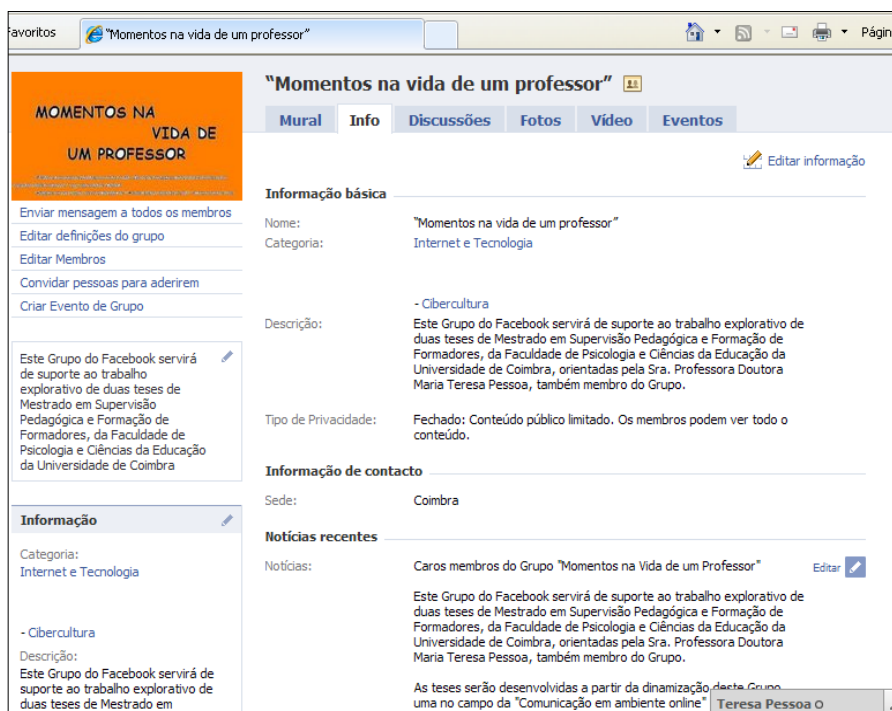 Favoritos
"Momentos na vida de um professor"
Págin
MOMENTOS NA
VIDA DE
UM PROFESSOR
Enviar mensagem a todos os membros
Editar definições do grupo
Editar Membros
Convidar pessoas para aderirem
Criar Evento de Grupo
Este Grupo do Facebook servirá
de suporte ao trabalho
explorativo de duas teses de
Mestrado em Supervisão
Pedagógica e Formação de
Formadores, da Faculdade de
Psicologia e Ciências da Educação
da Universidade de Coimbra
Informação
Categoria:
Internet e Tecnologia
- Cibercultura
Descrição:
Este Grupo do Facebook servirá de
suporte ao trabalho explorativo de
duas teses de Mestrado em
"Momentos na vida de um professor"
Mural Info Discussões Fotos Vídeo Eventos
Editar informação
Informação básica
Nome: "Momentos na vida de um professor"
Categoria: Internet e Tecnologia
- Cibercultura
Descrição: Este Grupo do Facebook servirá de suporte ao trabalho explorativo de
duas teses de Mestrado em Supervisão Pedagógica e Formação de
Formadores, da Faculdade de Psicologia e Ciências da Educação da
Universidade de Coimbra, orientadas pela Sra. Professora Doutora
Maria Teresa Pessoa, também membro do Grupo.
Tipo de Privacidade: Fechado: Conteúdo público limitado. Os membros podem ver todo o
conteúdo.
Informação de contacto
Sede: Coimbra
Notícias recentes
Notícias: Caros membros do Grupo "Momentos na Vida de um Professor" Editar
Este Grupo do Facebook servirá de suporte ao trabalho explorativo de
duas teses de Mestrado em Supervisão Pedagógica e Formação de
Formadores, da Faculdade de Psicologia e Ciências da Educação da
Universidade de Coimbra, orientadas pela Sra. Professora Doutora
Maria Teresa Pessoa, também membro do Grupo.
As teses serão desenvolvidas a partir da dinamização deste Grupo
uma no campo da "Comunicação em ambiente online"
Teresa Pessoa